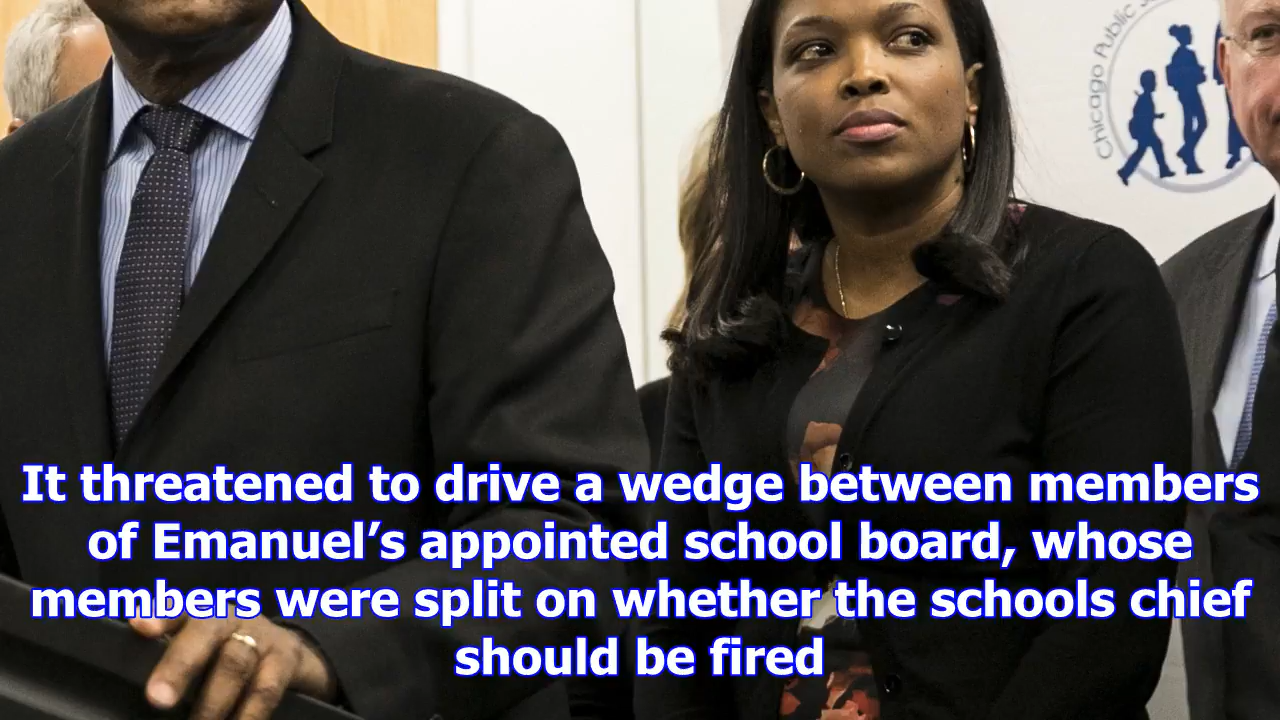 Chicago Public
It threatened to drive a wedge between members
of Emanuel’s appointed school board, whose
members were split on whether the schools chief
should be fired